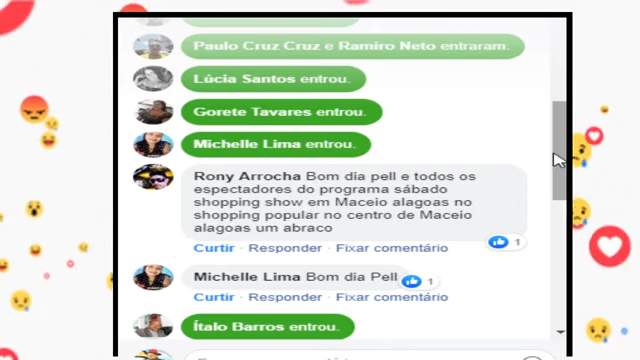 Paulo Cruz Cruz e Ramiro Neto entraram.
Lúcia Santos entrou.
Gorete Tavares entrou.
Michelle Lima entrou.
Rony Arrocha Bom dia pell e todos os
espectadores do programa sábado
shopping show em Maceio alagoas no
shopping popular no centro de Maceio
alagoas um abraco
1
Curtir · Responder · Fixar comentário
Michelle Lima Bom dia Pell
1
Curtir · Responder · Fixar comentário
Ítalo Barros entrou.